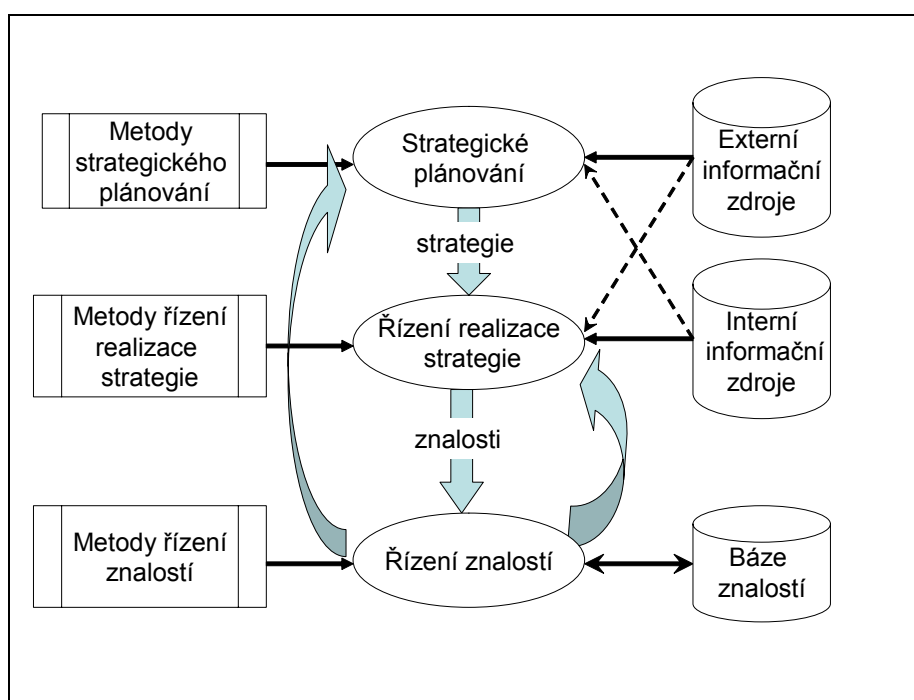 Metody
strategického
plánování
Strategické
plánování
Externí
informační
zdroje
strategie
Metody řízení
realizace
strategie
Řízení realizace
strategie
Interní
informační
zdroje
znalosti
Metody řízení
znalostí
Řízení znalostí
Báze
znalostí